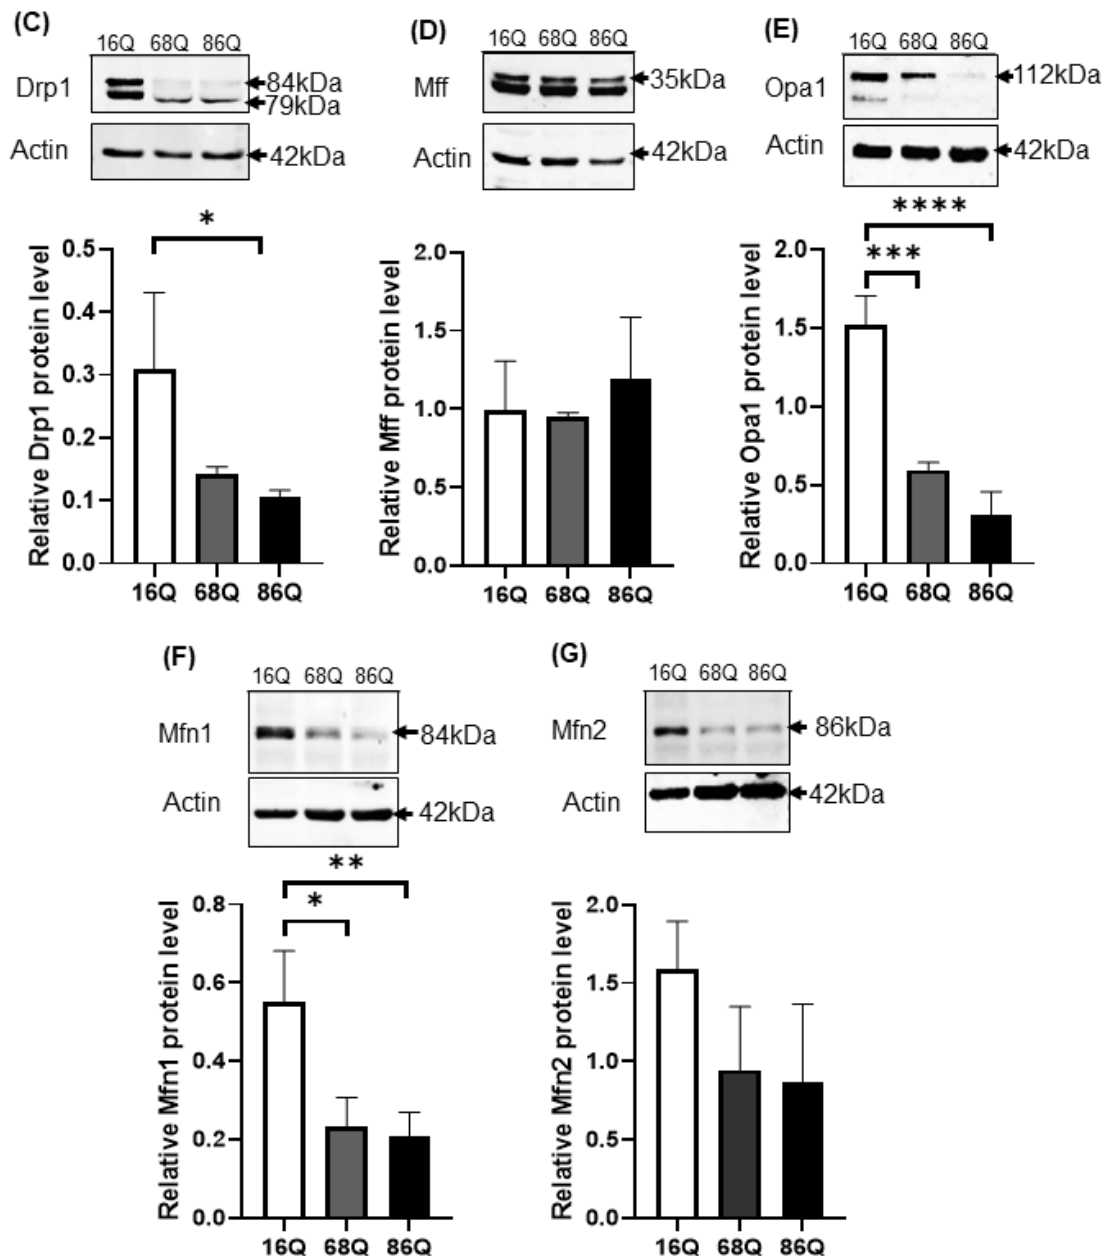 (C)
16Q 68Q 86Q
Drp1
84kDa
79kDa
Actin
42kDa
*
Relative Drp1 protein level
0.5
0.4
0.3
0.2
0.1
0.0
16Q 68Q 86Q
(D)
16Q 68Q 86Q
Mff
35kDa
Actin
42kDa
Relative Mff protein level
2.0
1.5
1.0
0.5
0.0
16Q 68Q 86Q
(E)
16Q 68Q 86Q
Opa1
112kDa
Actin
42kDa
****
***
Relative Opa1 protein level
2.0
1.5
1.0
0.5
0.0
16Q 68Q 86Q
(F)
16Q 68Q 86Q
Mfn1
84kDa
Actin
42kDa
**
*
Relative Mfn1 protein level
0.8
0.6
0.4
0.2
0.0
16Q 68Q 86Q
(G)
16Q 68Q 86Q
Mfn2
86kDa
Actin
42kDa
Relative Mfn2 protein level
2.0
1.5
1.0
0.5
0.0
16Q 68Q 86Q